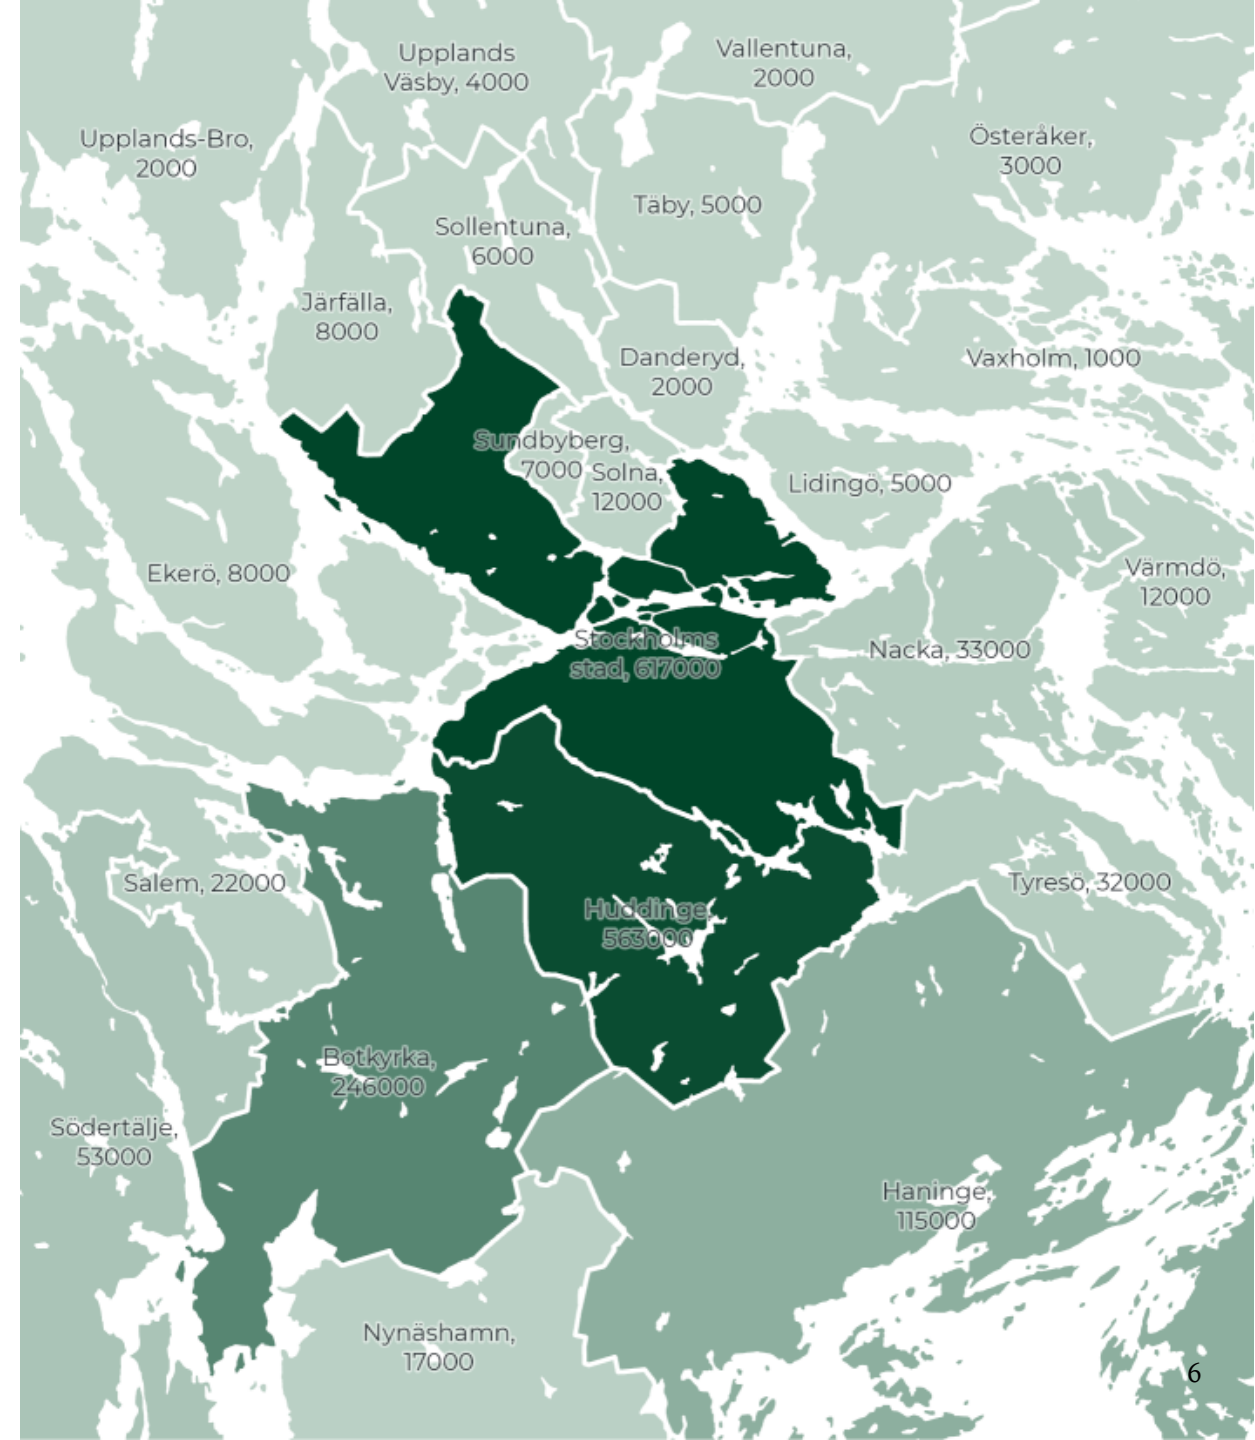 Upplands
Väsby, 4000
Vallentuna,
2000
Upplands-Bro,
2000
Österåker,
3000
Täby, 5000
Sollentuna,
6000
Järfälla,
8000
Danderyd,
2000
Vaxholm, 1000
Sundbyberg,
7000
Solna,
12000
Lidingö, 5000
Ekerö, 8000
Värmdö,
12000
Stockholms
stad, 617000
Nacka, 33000
Salem, 22000
Tyresö, 32000
Huddinge,
563000
Botkyrka,
246000
Södertälje,
53000
Haninge,
115000
Nynäshamn,
17000
6